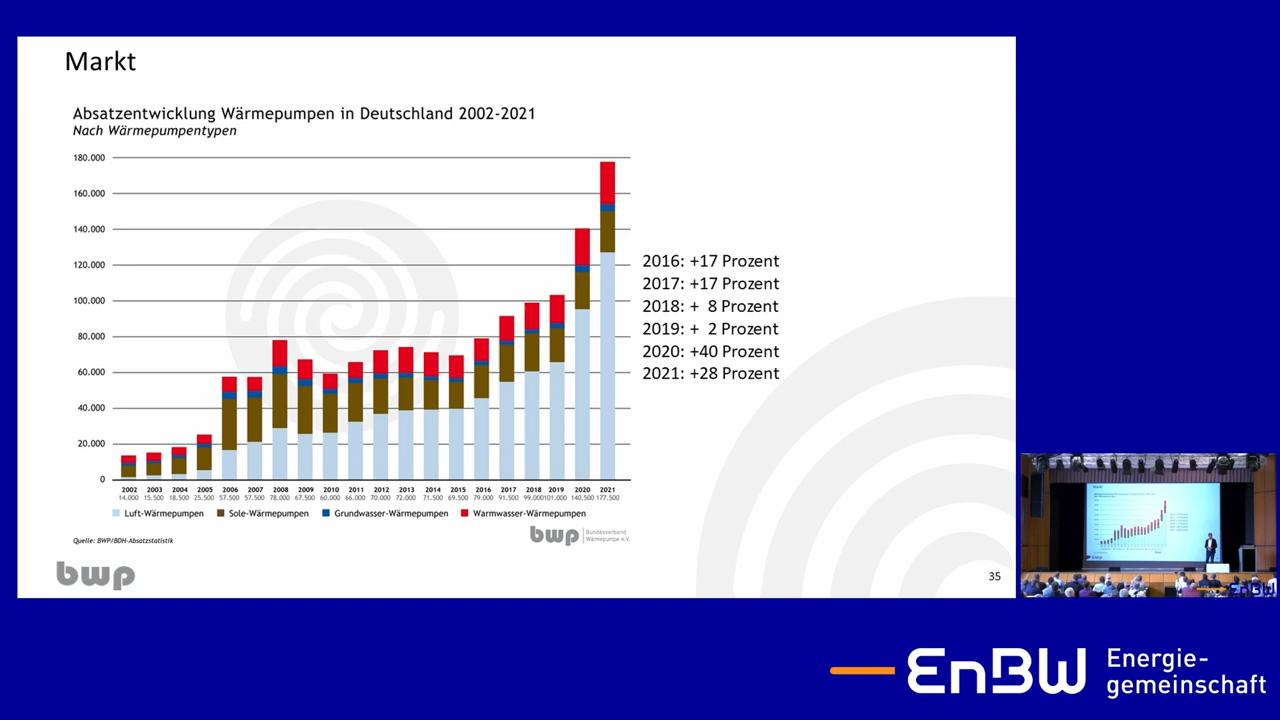 Markt
Absatzentwicklung Wärmepumpen in Deutschland 2002-2021
Nach Wärmepumpentypen
180.000
160.000
140.000
120.000
100.000
80.000
60.000
40.000
20.000
0
2002 2003 2004 2005 2006 2007 2008 2009 2010 2011 2012 2013 2014 2015 2016 2017 2018 2019 2020 2021
14.000 15.500 18.500 25.500 57.500 57.500 78.000 67.500 60.000 66.000 70.000 72.000 71.500 69.500 79.000 91.500 99.000 101.000 140.500 177.500
Luft-Wärmepumpen Sole-Wärmepumpen Grundwasser-Wärmepumpen Warmwasser-Wärmepumpen
bwp Bundesverband
Wärmepumpe e.V.
Quelle: BWP/BDH-Absatzstatistik
2016: +17 Prozent
2017: +17 Prozent
2018: + 8 Prozent
2019: + 2 Prozent
2020: +40 Prozent
2021: +28 Prozent
bwp
35
Markt
EnBW
EnBW Energie-
gemeinschaft